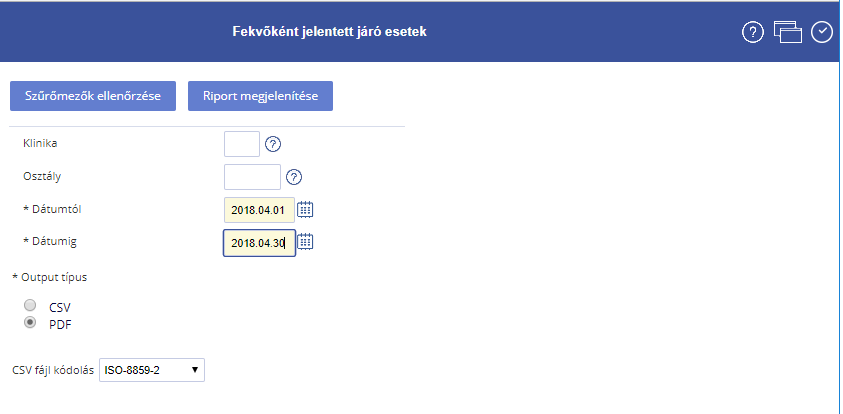 Fekvőként jelentett járó esetek
Szűrőmezők ellenőrzése Riport megjelenítése
Klinika
Osztály
* Dátumtól 2018.04.01
* Dátumig 2018.04.30
* Output típus
CSV
PDF
CSV fájl kódolás ISO-8859-2